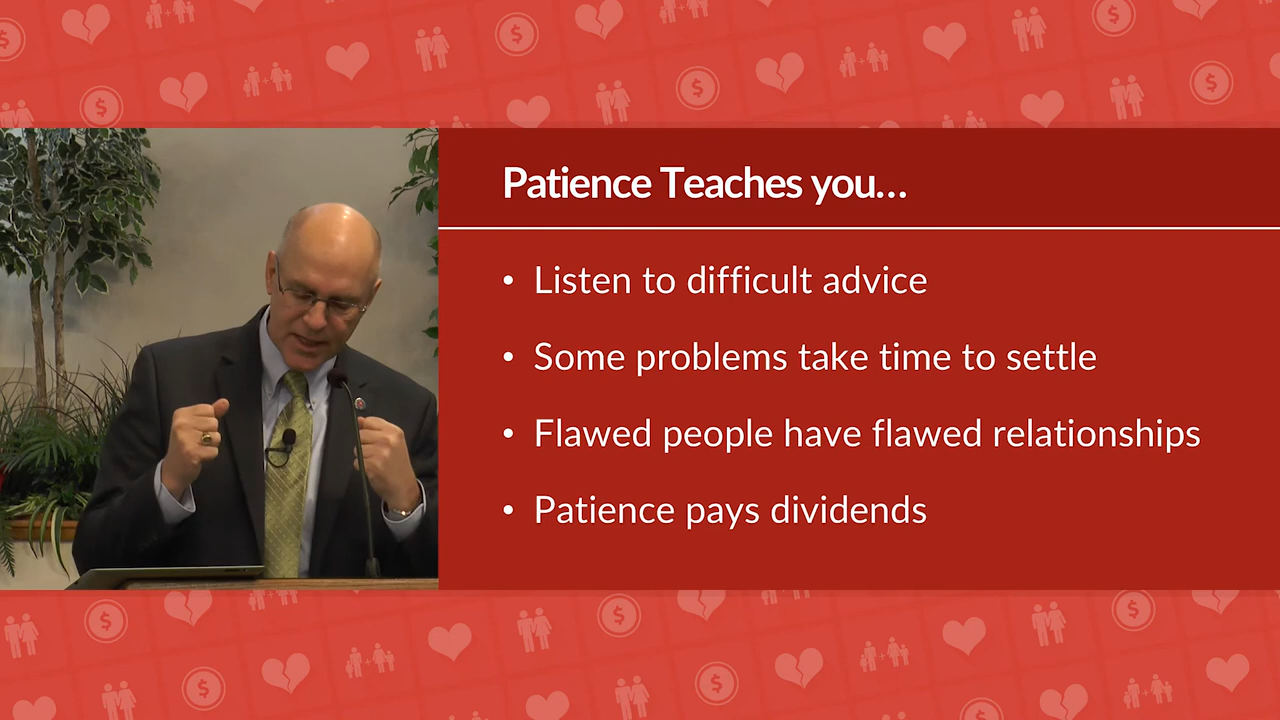 Patience Teaches you...
• Listen to difficult advice
• Some problems take time to settle
• Flawed people have flawed relationships
• Patience pays dividends